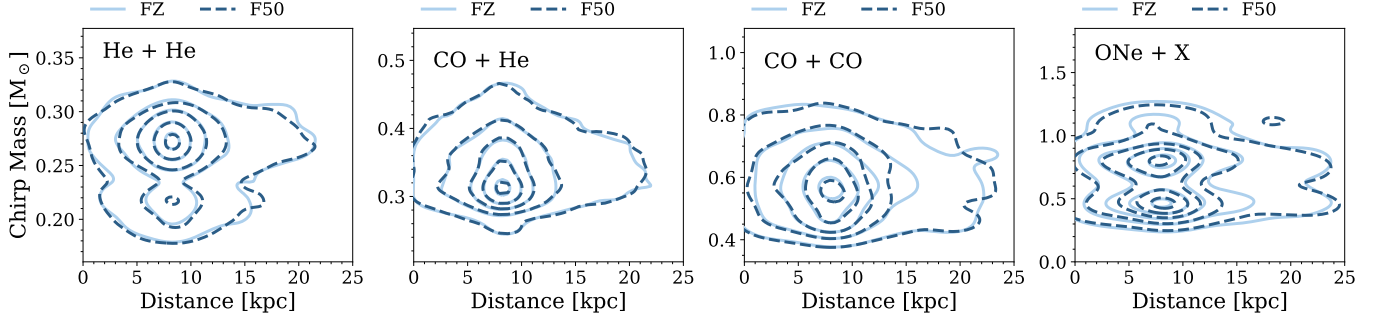 FZ F50 FZ F50 FZ F50 FZ F50
He + He
CO + He
CO + CO
ONe + X
Chirp Mass [M⊙]
0.35
0.30
0.25
0.20
0.5
0.4
0.3
1.0
0.8
0.6
0.4
1.5
1.0
0.5
0.0
0 5 10 15 20 25 0 5 10 15 20 25 0 5 10 15 20 25 0 5 10 15 20 25
Distance [kpc] Distance [kpc] Distance [kpc] Distance [kpc]